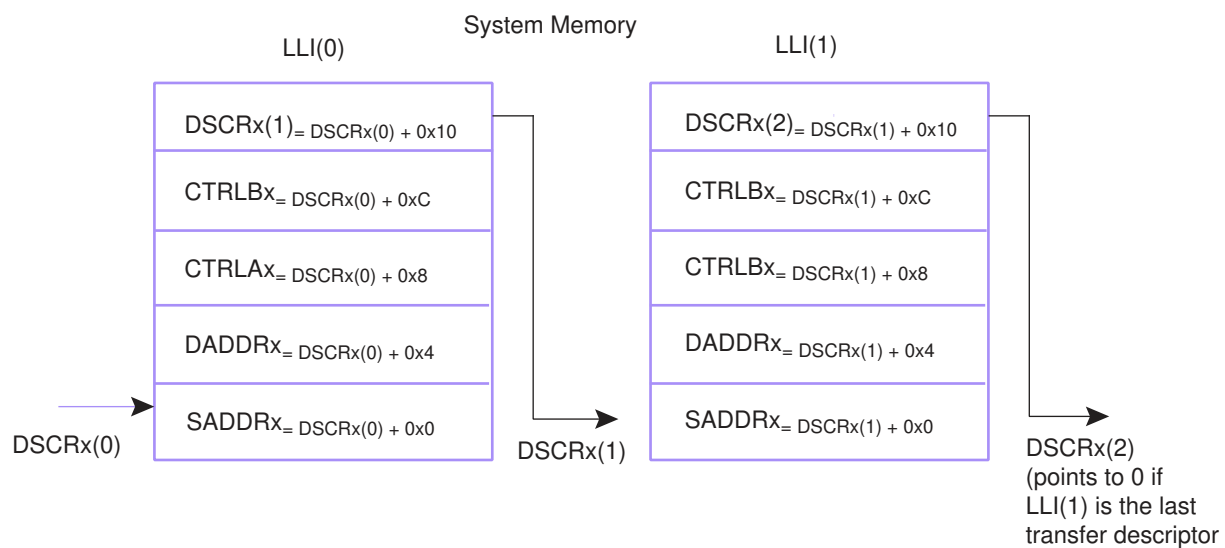 System Memory
LLI(0)
LLI(1)
DSCRx(1)= DSCRx(0) + 0x10
CTRLBx= DSCRx(0) + 0xC
CTRLAx= DSCRx(0) + 0x8
DADDRx= DSCRx(0) + 0x4
SADDRx= DSCRx(0) + 0x0
DSCRx(0)
DSCRx(1)
DSCRx(2)= DSCRx(1) + 0x10
CTRLBx= DSCRx(1) + 0xC
CTRLBx= DSCRx(1) + 0x8
DADDRx= DSCRx(1) + 0x4
SADDRx= DSCRx(1) + 0x0
DSCRx(2)
(points to 0 if
LLI(1) is the last
transfer descriptor